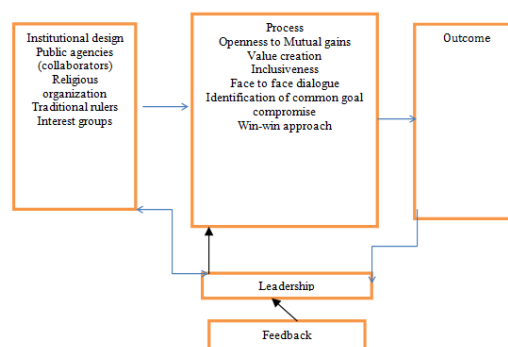 Institutional design
Public agencies
(collaborators)
Religious
organization
Traditional rulers
Interest groups
Process
Openness to Mutual gains
Value creation
Inclusiveness
Face to face dialogue
Identification of common goal
compromise
Win-win approach
Outcome
Leadership
Feedback